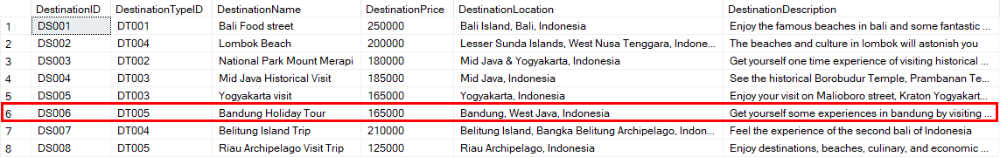 DestinationID DestinationTypeID DestinationName DestinationPrice DestinationLocation DestinationDescription
1 DS001 DT001 Bali Food street 250000 Bali Island, Bali, Indonesia Enjoy the famous beaches in bali and some fantastic ...
2 DS002 DT004 Lombok Beach 200000 Lesser Sunda Islands, West Nusa Tenggara, Indone... The beaches and culture in lombok will astonish you
3 DS003 DT002 National Park Mount Merapi 180000 Mid Java & Yogyakarta, Indonesia Get yourself one time experience of visiting historical ...
4 DS004 DT003 Mid Java Historical Visit 185000 Mid Java, Indonesia See the historical Borobudur Temple, Prambanan Te...
5 DS005 DT003 Yogyakarta visit 165000 Yogyakarta, Indonesia Enjoy your visit on Malioboro street, Kraton Yogyakart...
6 DS006 DT005 Bandung Holiday Tour 165000 Bandung, West Java, Indonesia Get yourself some experiences in bandung by visiting ...
7 DS007 DT004 Belitung Island Trip 210000 Belitung Island, Bangka Belitung Archipelago, Indon... Feel the experience of the second bali of Indonesia
8 DS008 DT005 Riau Archipelago Visit Trip 125000 Riau Archipelago, Indonesia Enjoy destinations, beaches, culinary, and economic ...